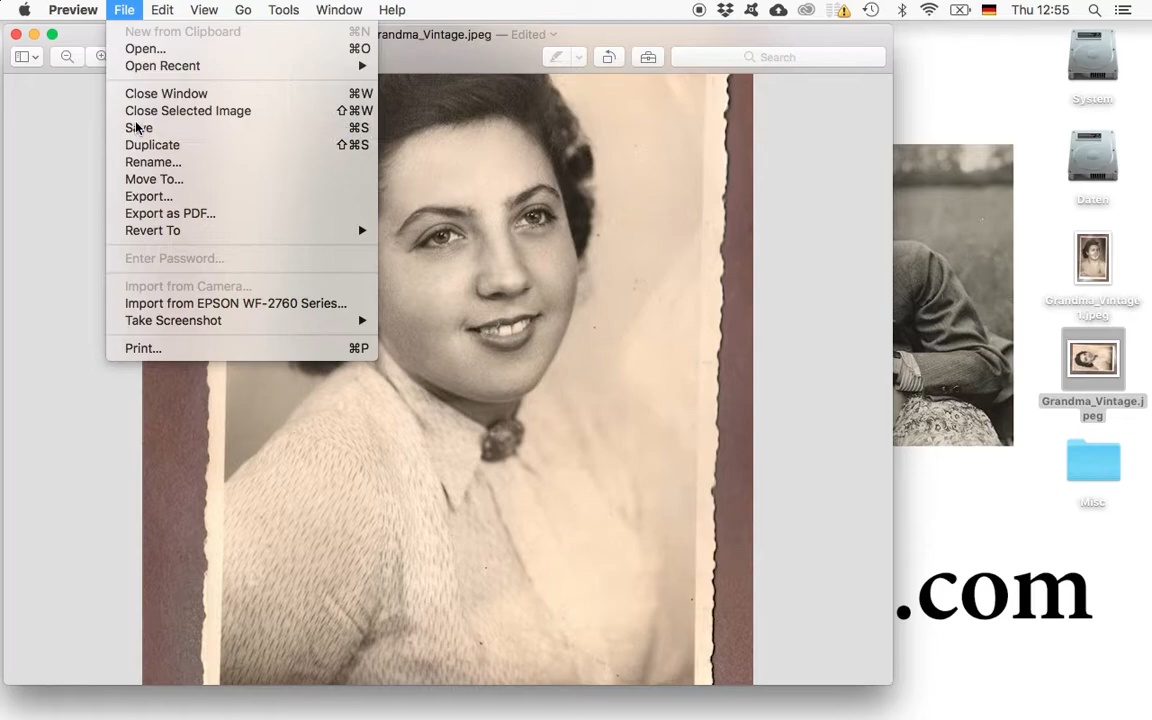 Preview File Edit View Go Tools Window Help Thu 12:55
randma_Vintage.jpeg — Edited
Search
New from Clipboard ⌘N
Open... ⌘O
Open Recent
Close Window ⌘W
Close Selected Image ⇧⌘W
Save ⌘S
Duplicate ⇧⌘S
Rename...
Move To...
Export...
Export as PDF...
Revert To
Enter Password...
Import from Camera...
Import from EPSON WF-2760 Series...
Take Screenshot
Print... ⌘P
System
Daten
Grandma_Vintage
1.jpeg
Grandma_Vintage.j
peg
Misc
.com